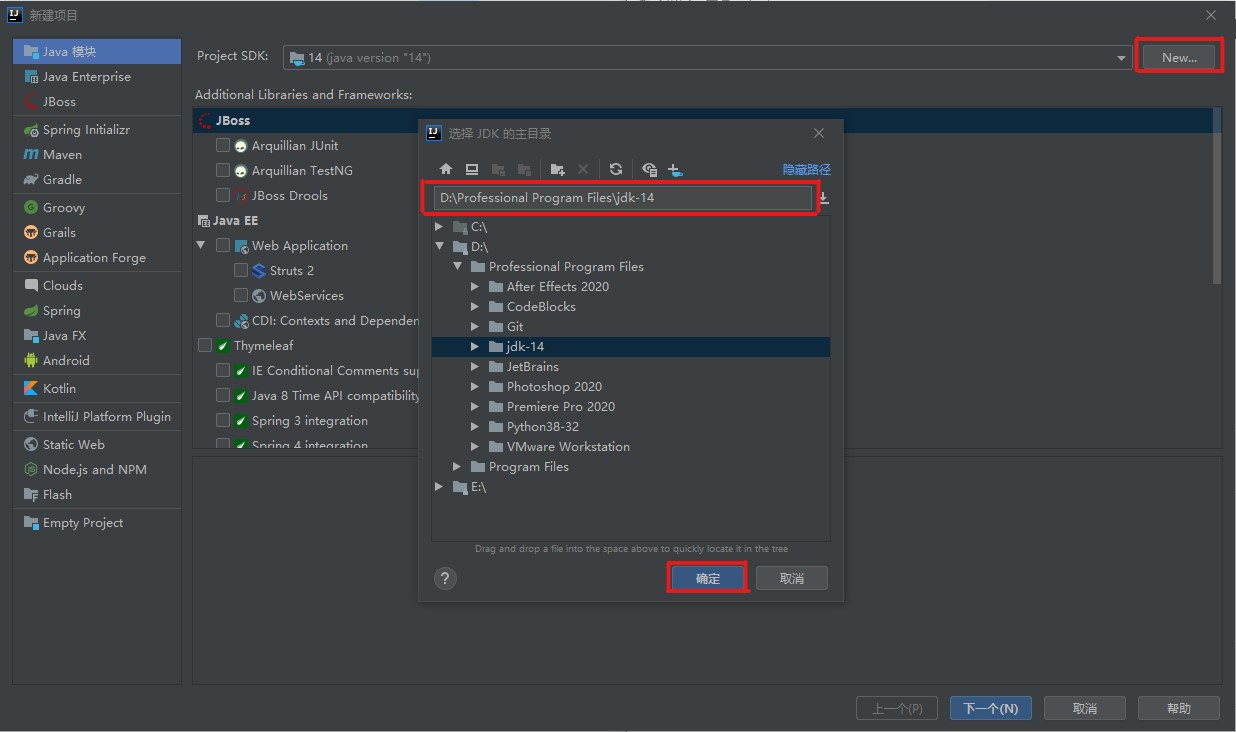 新建项目
Java 模块
Java Enterprise
JBoss
Spring Initializr
Maven
Gradle
Groovy
Grails
Application Forge
Clouds
Spring
Java FX
Android
Kotlin
IntelliJ Platform Plugin
Static Web
Node.js and NPM
Flash
Empty Project
Project SDK: 14 (java version "14") New...
Additional Libraries and Frameworks:
JBoss
Arquillian JUnit
Arquillian TestNG
JBoss Drools
Java EE
Web Application
Struts 2
WebServices
CDI: Contexts and Dependen
Thymeleaf
IE Conditional Comments su
Java 8 Time API compatibility
Spring 3 integration
Spring 4 integration
选择 JDK 的主目录
隐藏路径
D:\Professional Program Files\jdk-14
C:\
D:\
Professional Program Files
After Effects 2020
CodeBlocks
Git
jdk-14
JetBrains
Photoshop 2020
Premiere Pro 2020
Python38-32
VMware Workstation
Program Files
E:\
Drag and drop a file into the space above to quickly locate it in the tree
? 确定 取消
上一个(P) 下一个(N) 取消 帮助